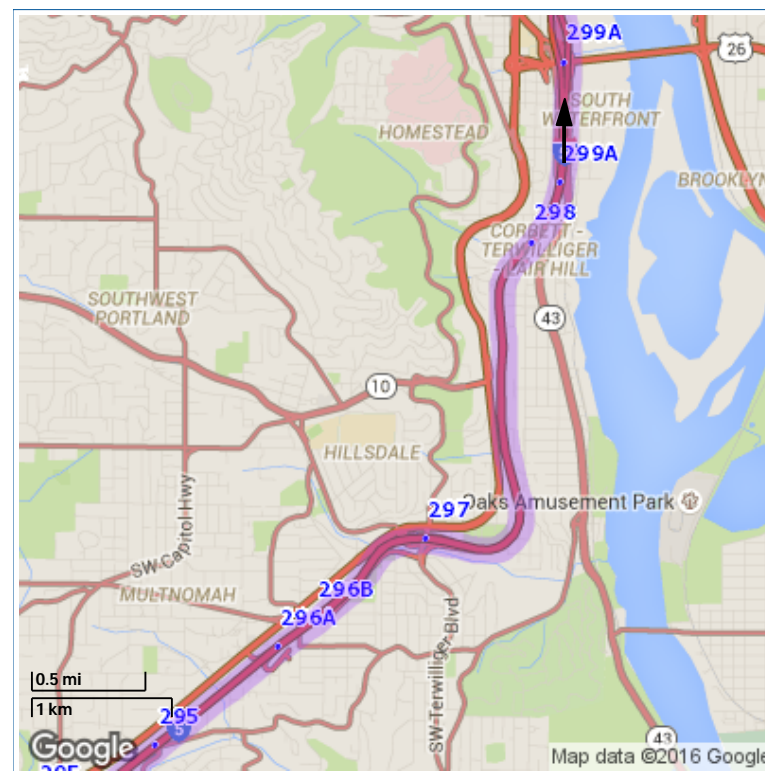 299A
26
SOUTH
WATERFRONT
HOMESTEAD
299A
BROOKLYN
298
CORBETT -
TERWILLIGER
- LAIR HILL
SOUTHWEST
PORTLAND
43
10
HILLSDALE
297
Oaks Amusement Park
SW Capitol Hwy
MULTNOMAH
296B
296A
SW Terwilliger Blvd
0.5 mi
1 km
295
5
43
Google
Map data ©2016 Google